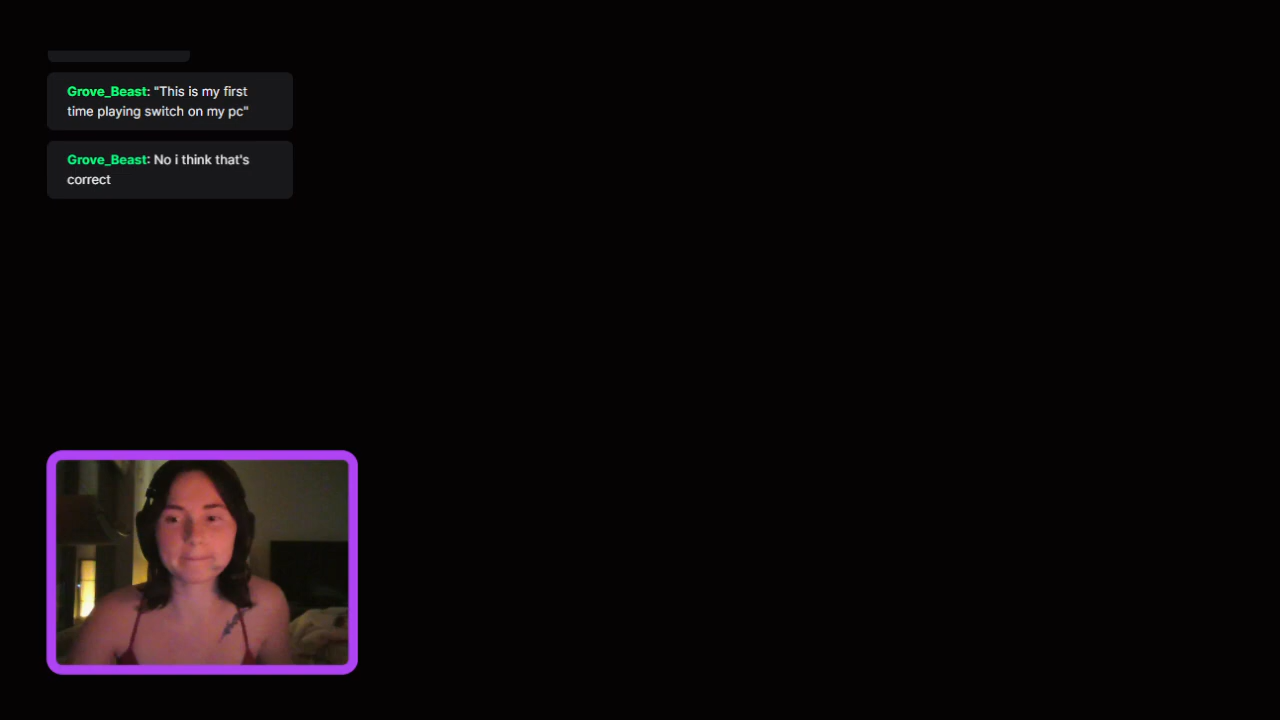 Grove_Beast: "This is my first
time playing switch on my pc"
Grove_Beast: No i think that's
correct